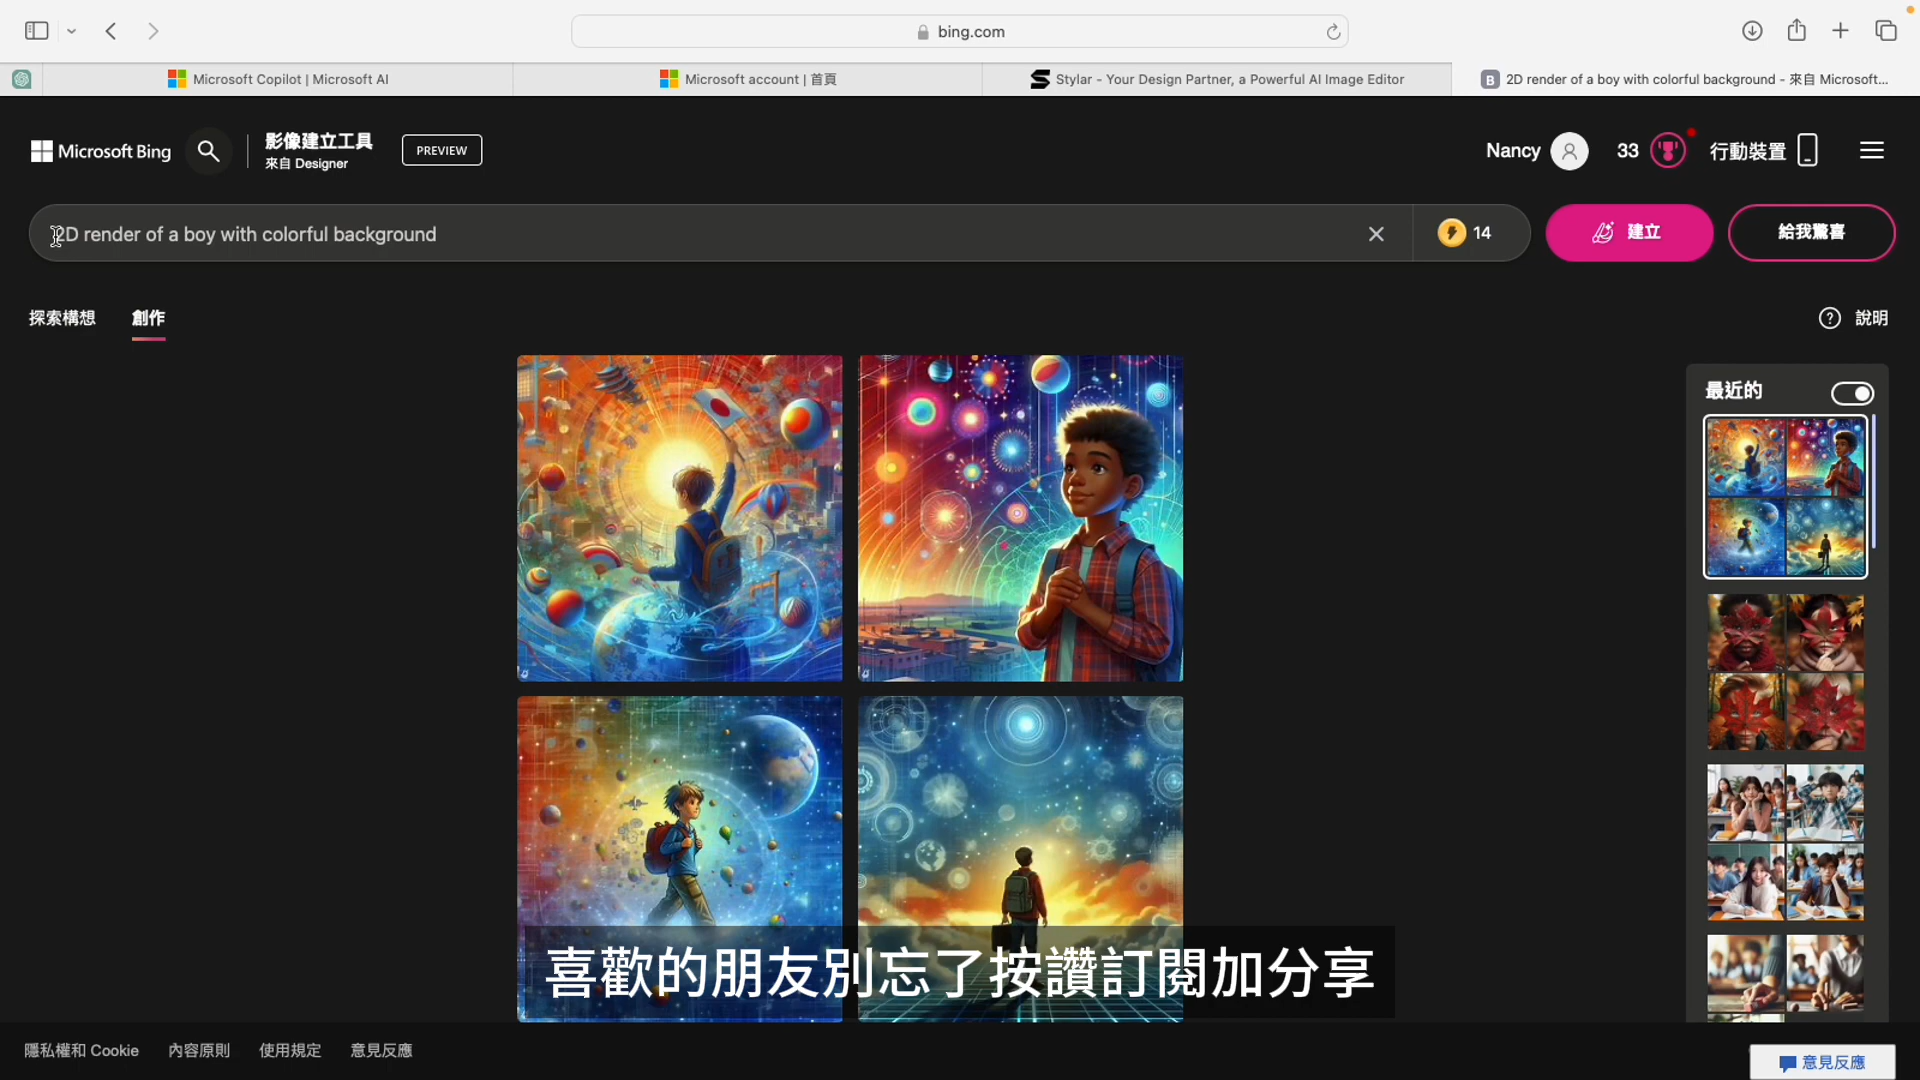 bing.com
Microsoft Copilot | Microsoft AI
Microsoft account | 首頁
Stylar - Your Design Partner, a Powerful AI Image Editor
B 2D render of a boy with colorful background - 來自 Microsoft...
Microsoft Bing
影像建立工具
來自 Designer
PREVIEW
Nancy
33
行動裝置
2D render of a boy with colorful background
14
建立
給我驚喜
探索構想
創作
說明
最近的
喜歡的朋友別忘了按讚訂閱加分享
隱私權和 Cookie
內容原則
使用規定
意見反應
意見反應